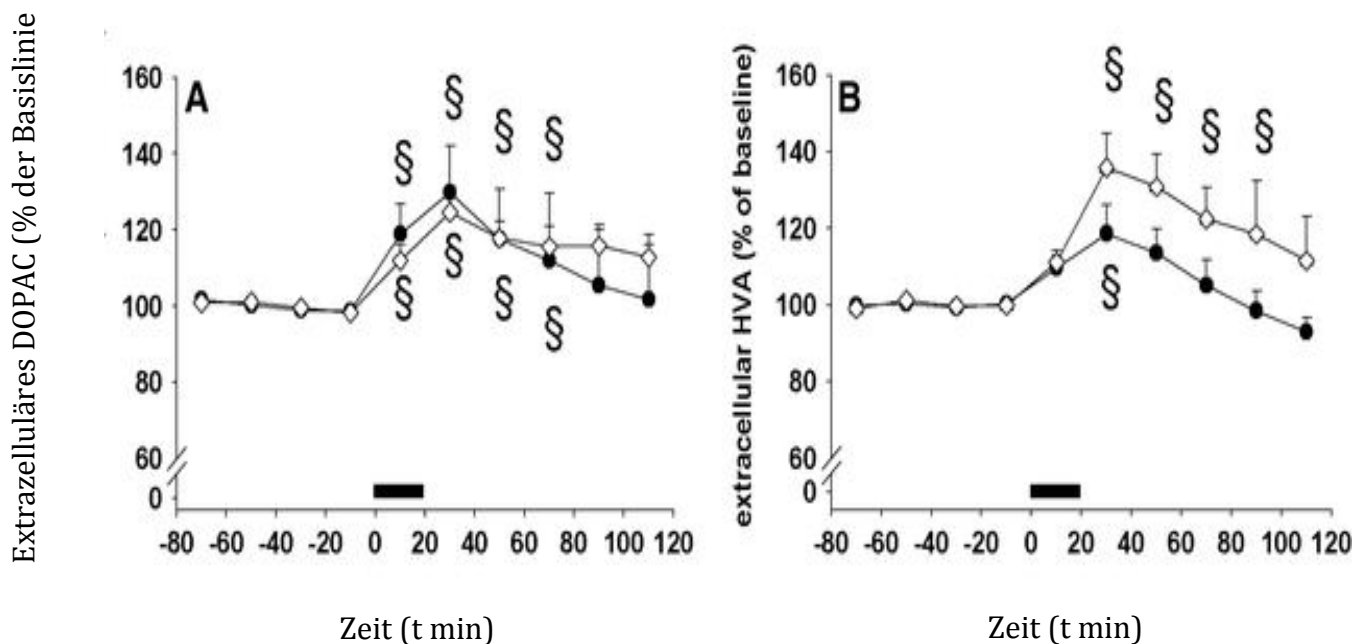 Extrazelluläres DOPAC (% der Basislinie
A
160
140
120
100
80
60
0
§ § § §
§ § § §
-80 -60 -40 -20 0 20 40 60 80 100 120
Zeit (t min)
extracellular HVA (% of baseline)
B
160
140
120
100
80
60
0
§ § § §
§
-80 -60 -40 -20 0 20 40 60 80 100 120
Zeit (t min)